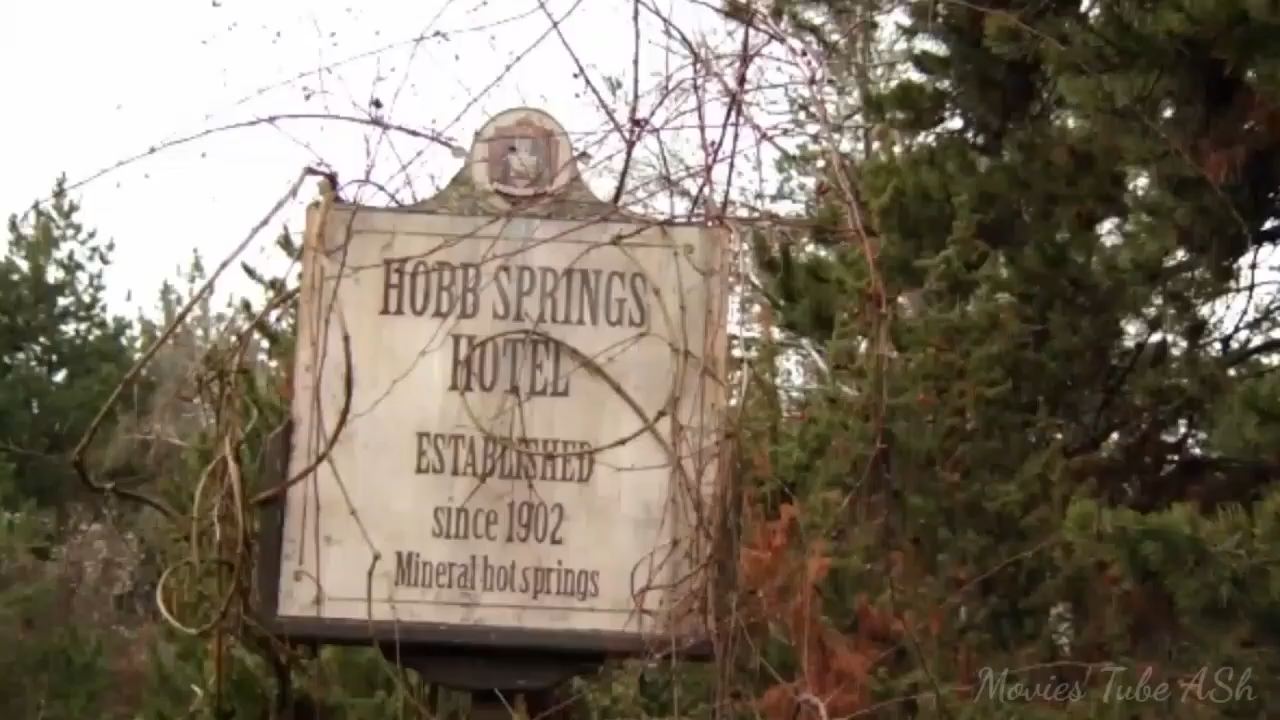 HOBB SPRINGS
HOTEL
ESTABLISHED
since 1902
Mineral hot springs
Movies Tube ASh